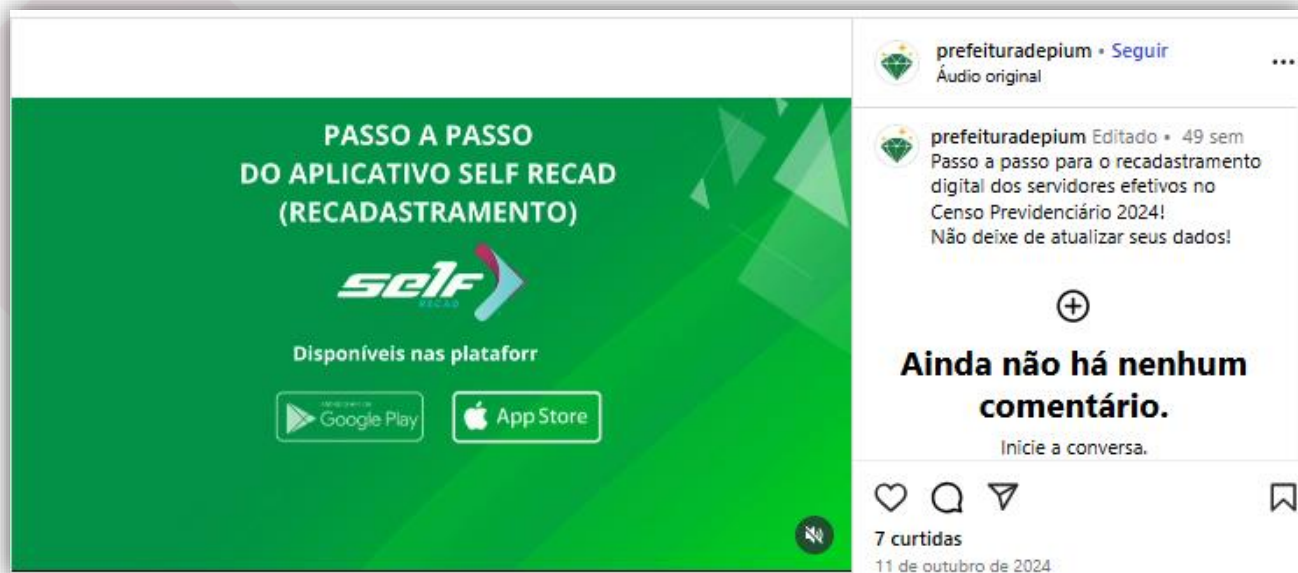 PASSO A PASSO
DO APLICATIVO SELF RECAD
(RECADASTRAMENTO)
self
RECAD
Disponíveis nas plataforr
Google Play
App Store
prefeituradepium • Seguir
Áudio original
prefeituradepium Editado • 49 sem
Passo a passo para o recadastramento
digital dos servidores efetivos no
Censo Previdenciário 2024!
Não deixe de atualizar seus dados!
Ainda não há nenhum
comentário.
Inicie a conversa.
7 curtidas
11 de outubro de 2024